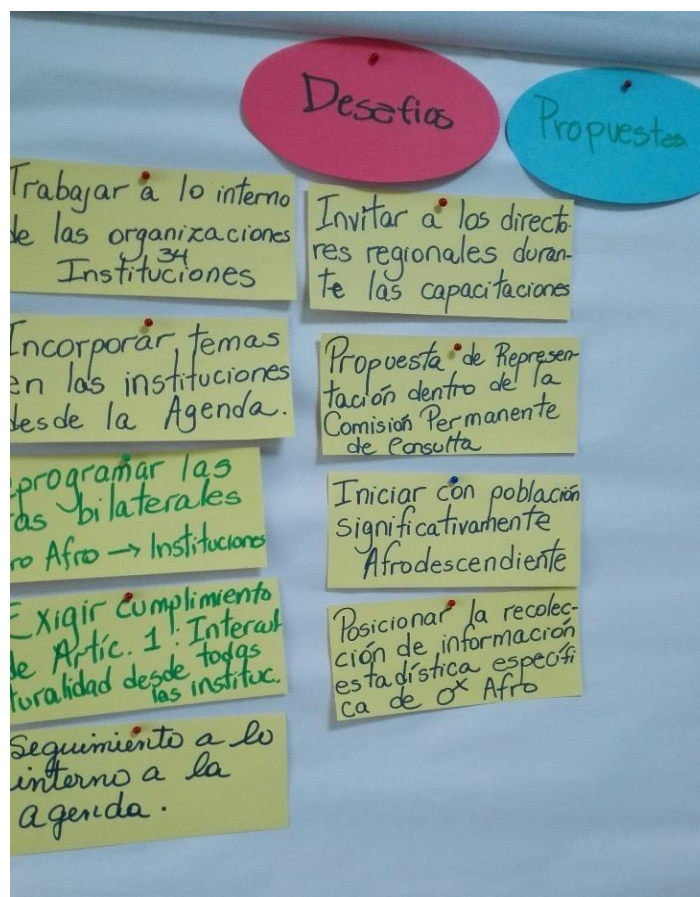 Desafios
Propuestas
Trabajar a lo interno
de las organizaciones
34
Instituciones
Incorporar temas
en las instituciones
desde la Agenda.
programar las
bilaterales
Afro → Instituciones
Exigir cumplimiento
de Artíc. 1: Intercul
turalidad desde todas
las instituc.
Seguimiento a lo
interno a la
agenda.
Invitar a los directo-
res regionales duran-
te las capacitaciones
Propuesta de Represen-
tación dentro de la
Comisión Permanente
de Consulta
Iniciar con población
significativamente
Afrodescendiente
Posicionar la recolec-
ción de información
estadística específi
ca de Afro